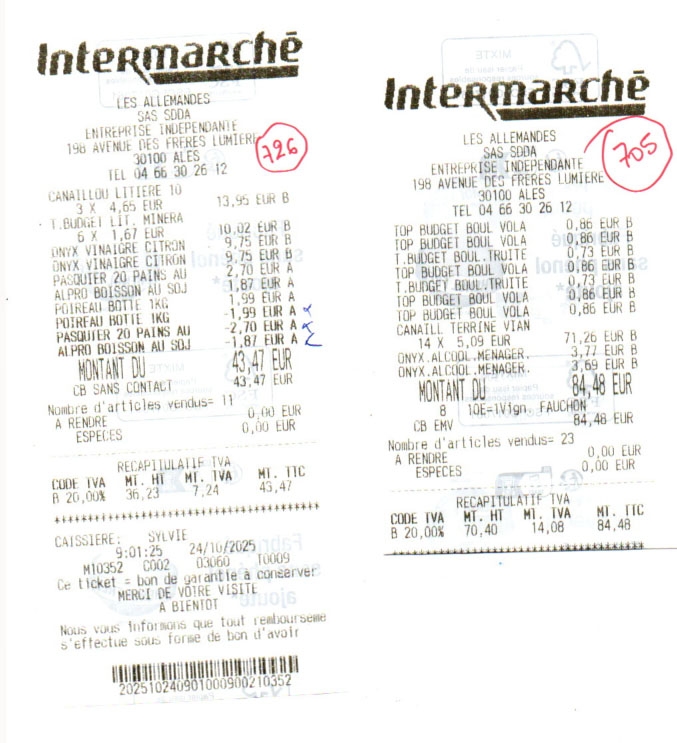 Intermarché
LES ALLEMANDES
SAS SODA
ENTREPRISE INDEPENDANTE
198 AVENUE DES FRERES LUMIERE
30100 ALES
TEL 04 66 30 26 12
726
CANAILLOU LITIERE 10
3 X 4,65 EUR 13,95 EUR B
T.BUDGET LIT. MINERA
6 X 1,67 EUR 10,02 EUR B
ONYX VINAIGRE CITRON 9,75 EUR B
ONYX VINAIGRE CITRON 9,75 EUR B
PASQUIER 20 PAINS AU 2,70 EUR A
ALPRO BOISSON AU SOJ 1,87 EUR A
POIREAU BOTTE 1KG 1,99 EUR A
POIREAU BOTTE 1KG -1,99 EUR A
PASQUIER 20 PAINS AU -2,70 EUR A
ALPRO BOISSON AU SOJ -1,87 EUR A
MONTANT DU 43,47 EUR
CB SANS CONTACT 43,47 EUR
Nombre d'articles vendus= 11
A RENDRE 0,00 EUR
ESPECES 0,00 EUR
RECAPITULATIF TVA
CODE TVA MT. HT MT. TVA MT. TTC
B 20,00% 36,23 7,24 43,47
CAISSIERE: SYLVIE
9:01:25 24/10/2025
M10352 C002 03060 T0009
Ce ticket = bon de garantie à conserver
MERCI DE VOTRE VISITE
A BIENTOT
Nous vous informons que tout rembourseme
s'effectue sous forme de bon d'avoir
202510240901000900210352
Intermarché
LES ALLEMANDES
SAS SODA
ENTREPRISE INDEPENDANTE
198 AVENUE DES FRERES LUMIERE
30100 ALES
TEL 04 66 30 26 12
705
TOP BUDGET BOUL VOLA 0,86 EUR B
TOP BUDGET BOUL VOLA 0,86 EUR B
T.BUDGET BOUL.TRUITE 0,73 EUR B
TOP BUDGET BOUL VOLA 0,86 EUR B
T.BUDGET BOUL.TRUITE 0,73 EUR B
TOP BUDGET BOUL VOLA 0,86 EUR B
TOP BUDGET BOUL VOLA 0,86 EUR B
CANAILL TERRINE VIAN
14 X 5,09 EUR 71,26 EUR B
ONYX.ALCOOL.MENAGER. 3,77 EUR B
ONYX.ALCOOL.MENAGER. 3,69 EUR B
MONTANT DU 84,48 EUR
8 10E=1Vign. FAUCHON
CB EMV 84,48 EUR
Nombre d'articles vendus= 23
A RENDRE 0,00 EUR
ESPECES 0,00 EUR
RECAPITULATIF TVA
CODE TVA MT. HT MT. TVA MT. TTC
B 20,00% 70,40 14,08 84,48